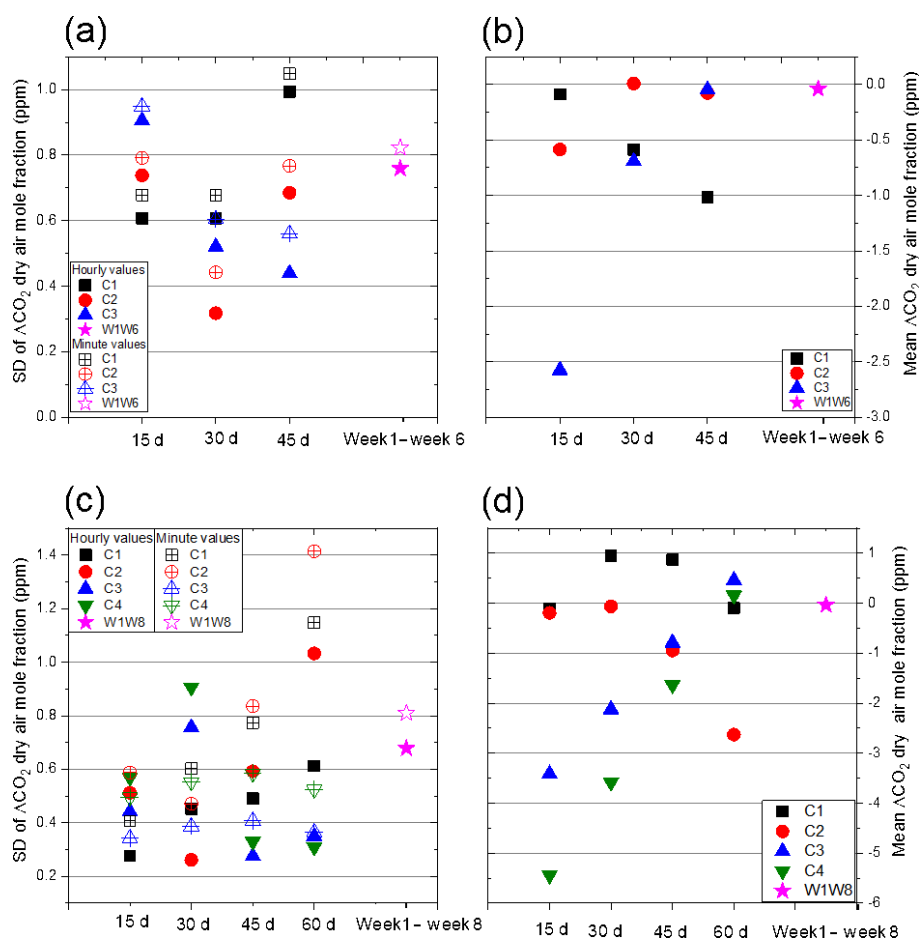 (a)
SD of ΛCO2 dry air mole fraction (ppm)
1.0
0.8
0.6
0.4
0.2
0.0
Hourly values
C1
C2
C3
W1W6
Minute values
C1
C2
C3
W1W6
15 d 30 d 45 d Week1–week 6
(b)
Mean ΛCO2 dry air mole fraction (ppm)
0.0
-0.5
-1.0
-1.5
-2.0
-2.5
-3.0
C1
C2
C3
W1W6
15 d 30 d 45 d Week1–week 6
(c)
SD of ΛCO2 dry air mole fraction (ppm)
1.4
1.2
1.0
0.8
0.6
0.4
0.2
Hourly values
C1
C2
C3
C4
W1W8
Minute values
C1
C2
C3
C4
W1W8
15 d 30 d 45 d 60 d Week1–week 8
(d)
Mean ΛCO2 dry air mole fraction (ppm)
1
0
-1
-2
-3
-4
-5
-6
C1
C2
C3
C4
W1W8
15 d 30 d 45 d 60 d Week1–week 8